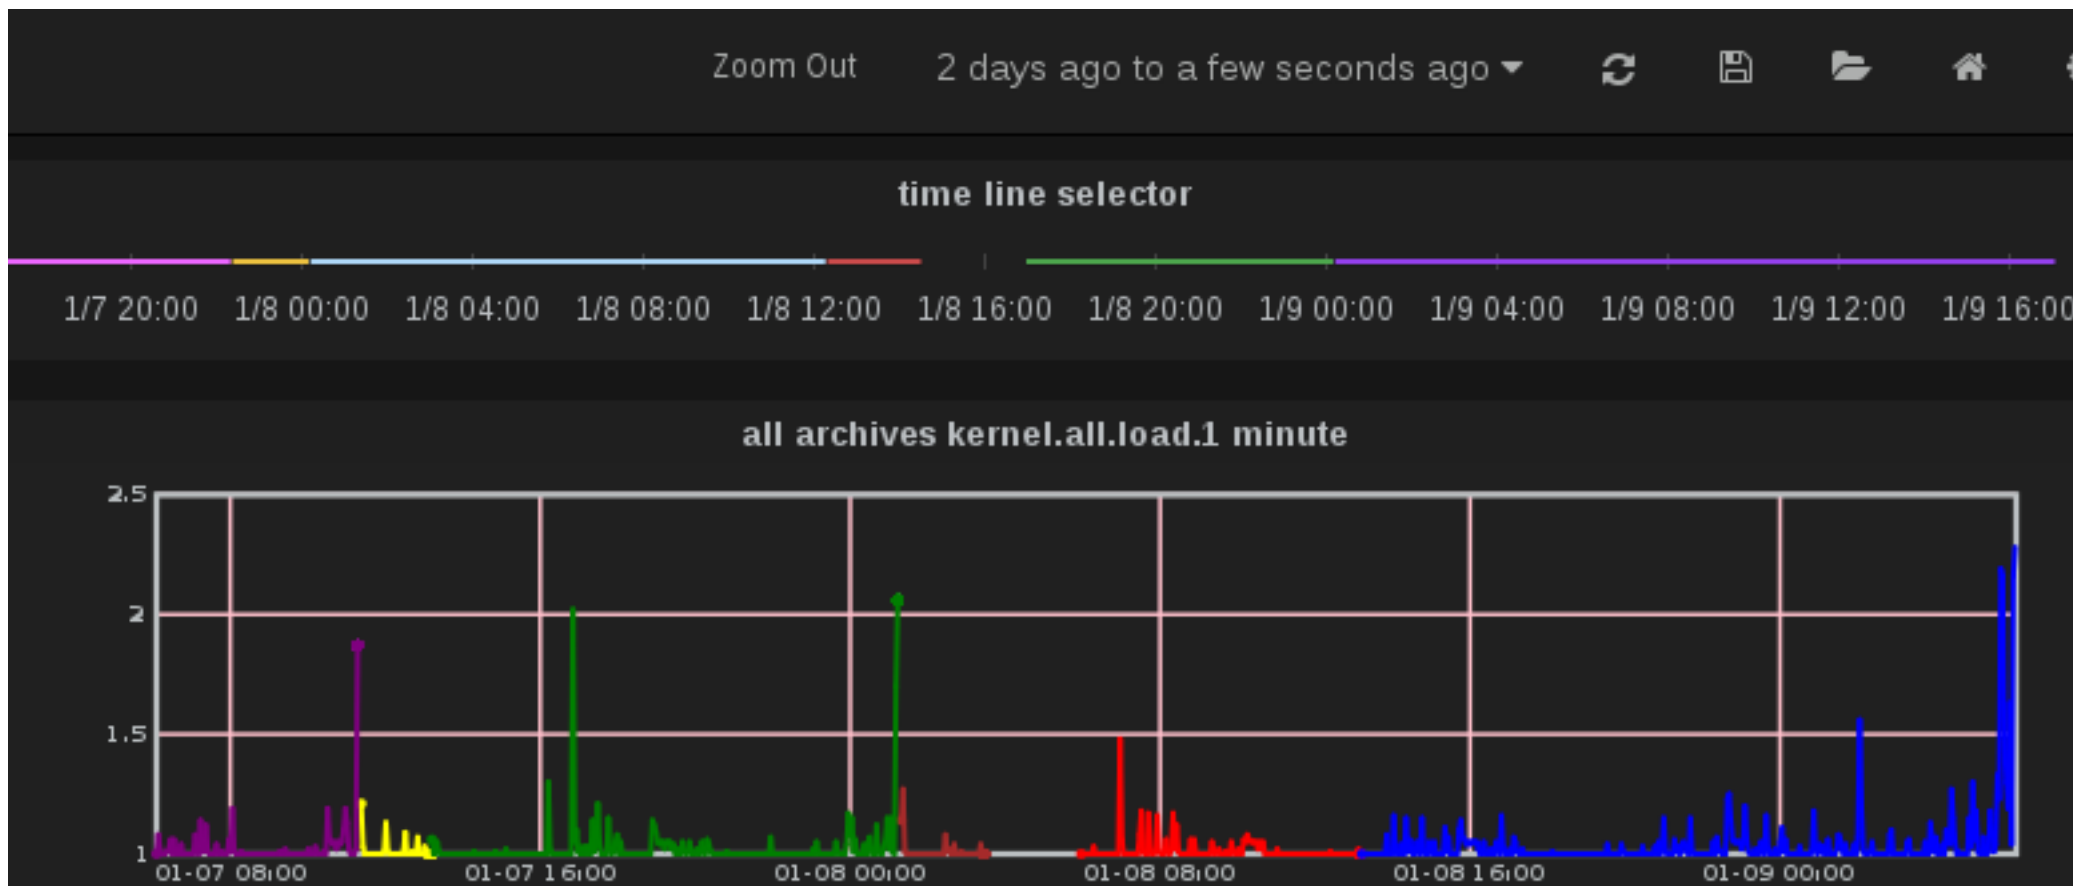 Zoom Out 2 days ago to a few seconds ago
time line selector
1/7 20:00 1/8 00:00 1/8 04:00 1/8 08:00 1/8 12:00 1/8 16:00 1/8 20:00 1/9 00:00 1/9 04:00 1/9 08:00 1/9 12:00 1/9 16:00
all archives kernel.all.load.1 minute
2.5
2
1.5
1
01-07 08:00 01-07 16:00 01-08 00:00 01-08 08:00 01-08 16:00 01-09 00:00